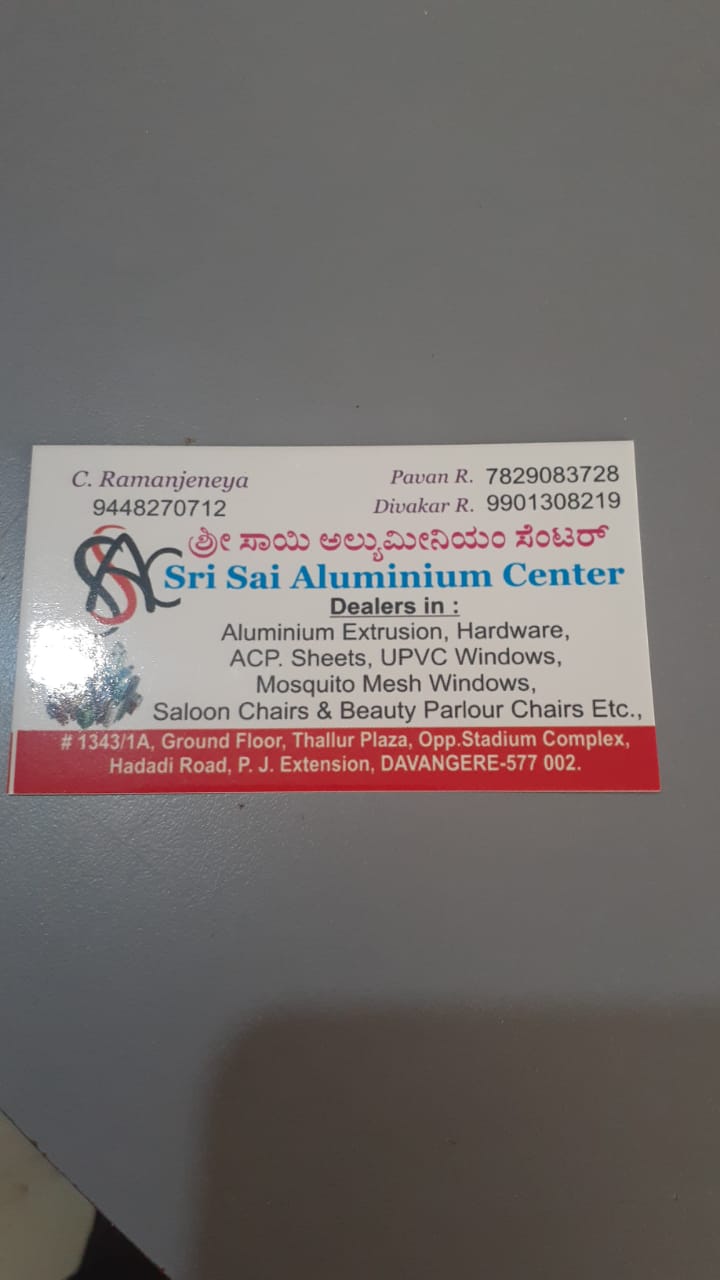 C. Ramanjeneya
9448270712
Pavan R. 7829083728
Divakar R. 9901308219
SSAC
ಶ್ರೀ ಸಾಯಿ ಅಲ್ಯುಮೀನಿಯಂ ಸೆಂಟರ್
Sri Sai Aluminium Center
Dealers in :
Aluminium Extrusion, Hardware,
ACP. Sheets, UPVC Windows,
Mosquito Mesh Windows,
Saloon Chairs & Beauty Parlour Chairs Etc.,
# 1343/1A, Ground Floor, Thallur Plaza, Opp.Stadium Complex,
Hadadi Road, P. J. Extension, DAVANGERE-577 002.